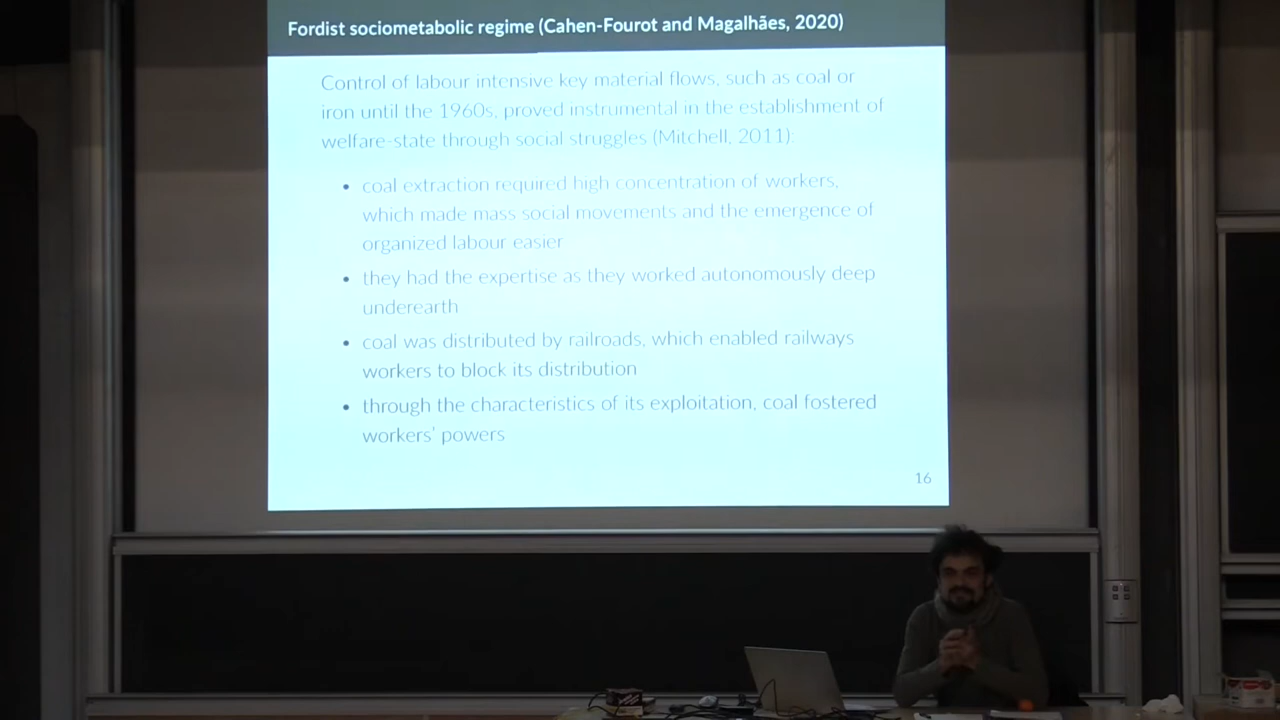 Fordist sociometabolic regime (Cahen-Fourot and Magalhães, 2020)
Control of labour intensive key material flows, such as coal or
iron until the 1960s, proved instrumental in the establishment of
welfare-state through social struggles (Mitchell, 2011):
• coal extraction required high concentration of workers,
which made mass social movements and the emergence of
organized labour easier
• they had the expertise as they worked autonomously deep
underearth
• coal was distributed by railroads, which enabled railways
workers to block its distribution
• through the characteristics of its exploitation, coal fostered
workers' powers
16